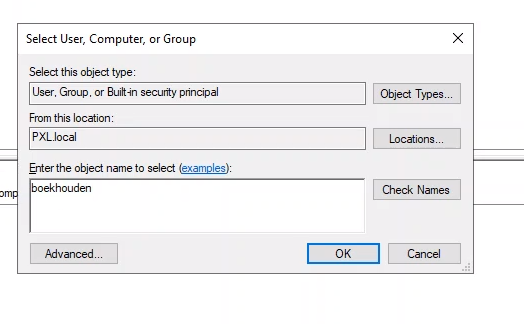 Select User, Computer, or Group
Select this object type:
User, Group, or Built-in security principal
Object Types...
From this location:
PXL.local
Locations...
Enter the object name to select (examples):
omp
boekhouden
Check Names
Advanced...
OK
Cancel